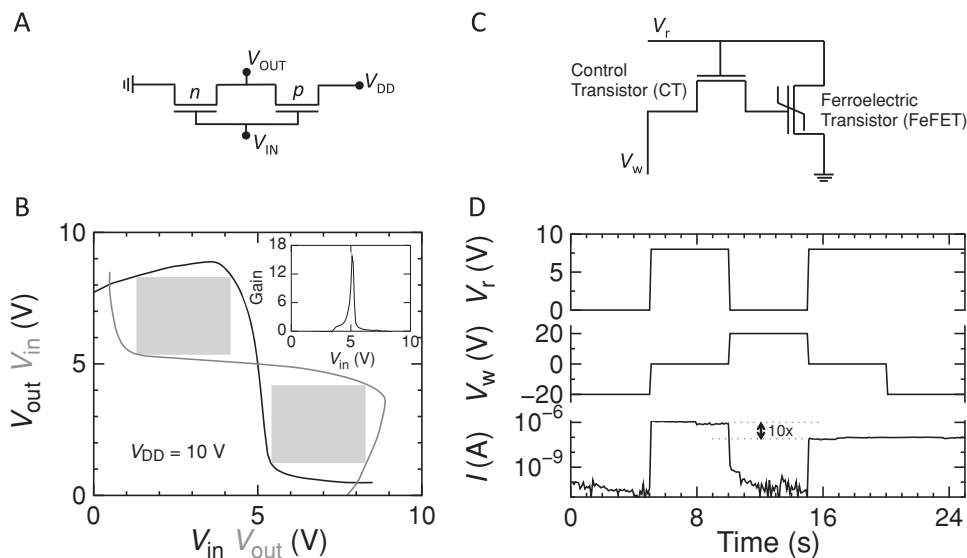 A
V_OUT
n
p
V_DD
V_IN
C
V_r
Control
Transistor (CT)
Ferroelectric
Transistor (FeFET)
V_w
B
10
5
0
V_out V_in (V)
18
12
6
0
Gain
0 5 10
V_in (V)
V_DD = 10 V
0 5 10
V_in V_out (V)
D
10
5
0
V_r (V)
20
0
−20
V_w (V)
10^−6
10^−9
I (A)
10x
0 8 16 24
Time (s)